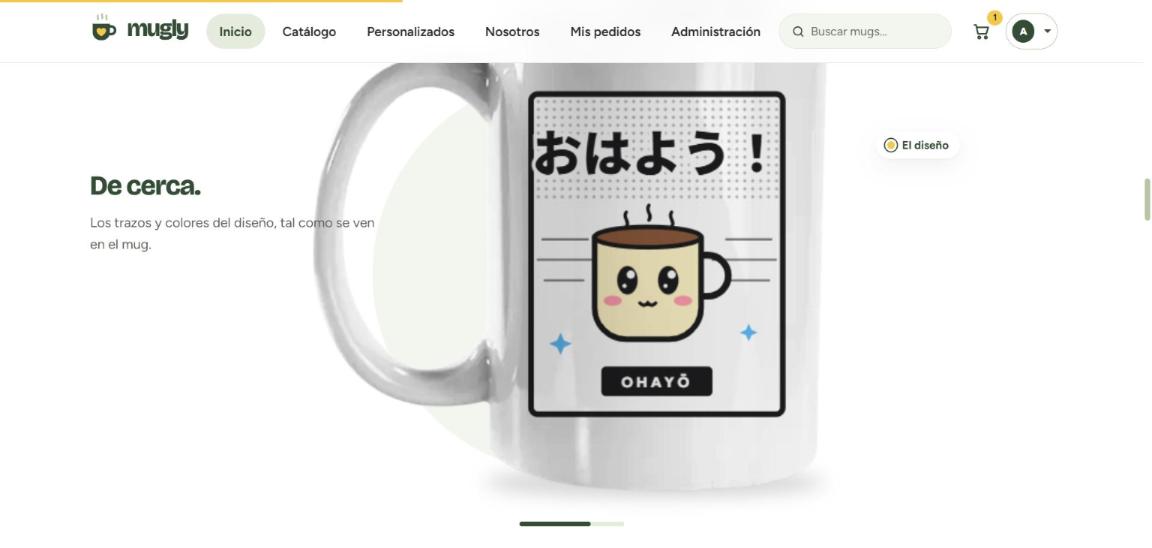 mugly
Inicio
Catálogo
Personalizados
Nosotros
Mis pedidos
Administración
Buscar mugs...
1
A
De cerca.
Los trazos y colores del diseño, tal como se ven
en el mug.
おはよう！
OHAYŌ
El diseño